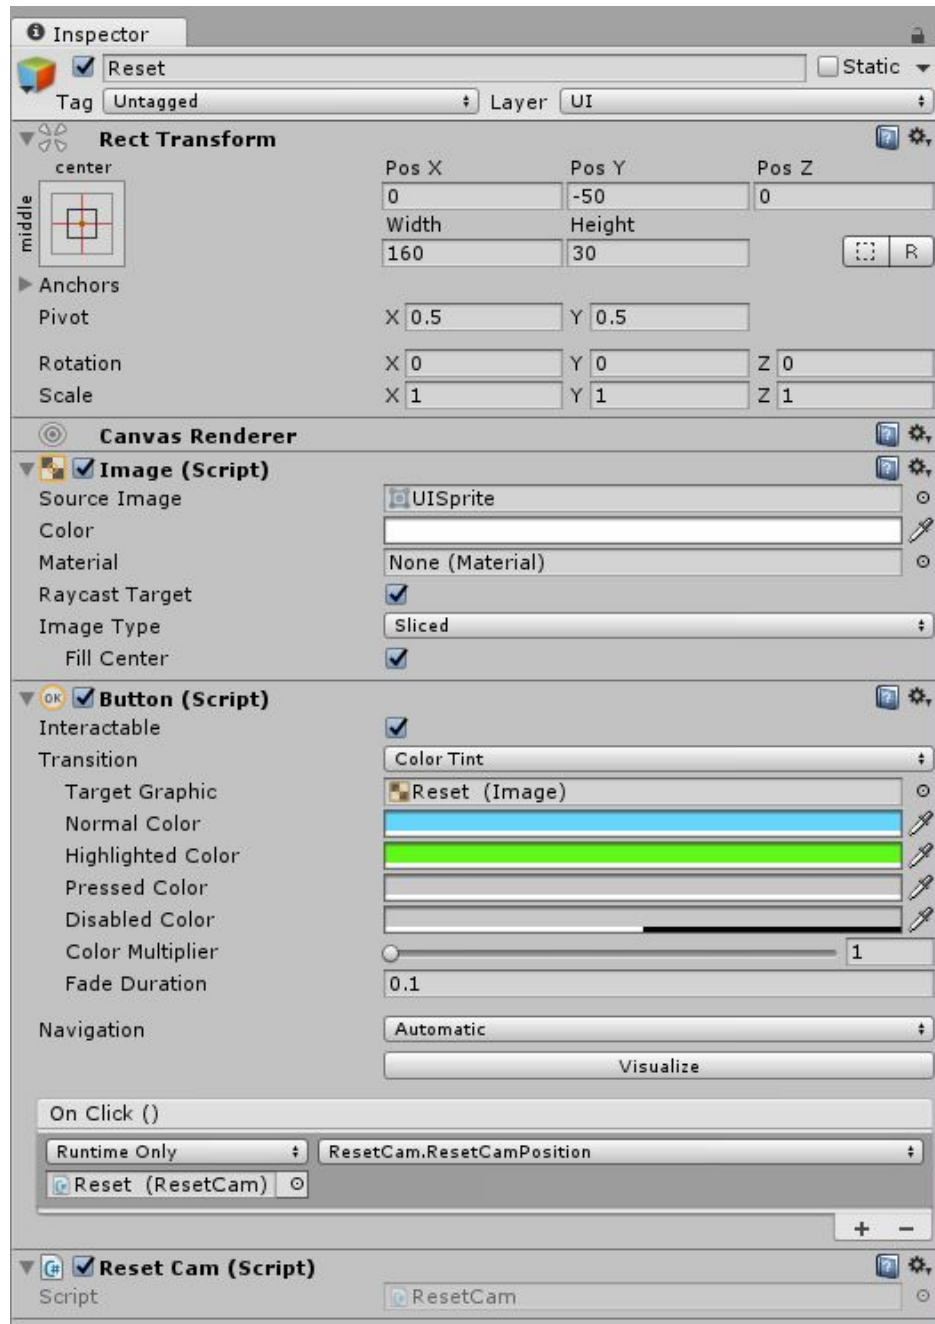 Inspector
Reset Static
Tag Untagged Layer UI
Rect Transform
center Pos X Pos Y Pos Z
middle
0 -50 0
Width Height
160 30 R
Anchors
Pivot X 0.5 Y 0.5
Rotation X 0 Y 0 Z 0
Scale X 1 Y 1 Z 1
Canvas Renderer
Image (Script)
Source Image UISprite
Color
Material None (Material)
Raycast Target
Image Type Sliced
Fill Center
OK Button (Script)
Interactable
Transition Color Tint
Target Graphic Reset (Image)
Normal Color
Highlighted Color
Pressed Color
Disabled Color
Color Multiplier 1
Fade Duration 0.1
Navigation Automatic
Visualize
On Click ()
Runtime Only ResetCam.ResetCamPosition
Reset (ResetCam)
+ −
C# Reset Cam (Script)
Script ResetCam